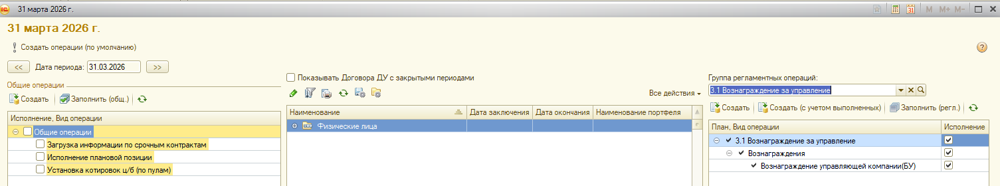 1С 31 марта 2026 г. M M+ M-
31 марта 2026 г.
Создать операции (по умолчанию)
?
<< Дата периода: 31.03.2026 >>
Общие операции
Создать Заполнить (общ.)
Исполнение, Вид операции
Общие операции
Загрузка информации по срочным контрактам
Исполнение плановой позиции
Установка котировок ц/б (по пулам)
Показывать Договора ДУ с закрытыми периодами
Все действия
Наименование Дата заключения Дата окончания Наименование портфеля
Физические лица
Группа регламентных операций:
3.1 Вознаграждение за управление
Создать Создать (с учетом выполненных) Заполнить (регл.)
План, Вид операции Исполнение
3.1 Вознаграждение за управление
Вознаграждения
Вознаграждение управляющей компании(БУ)